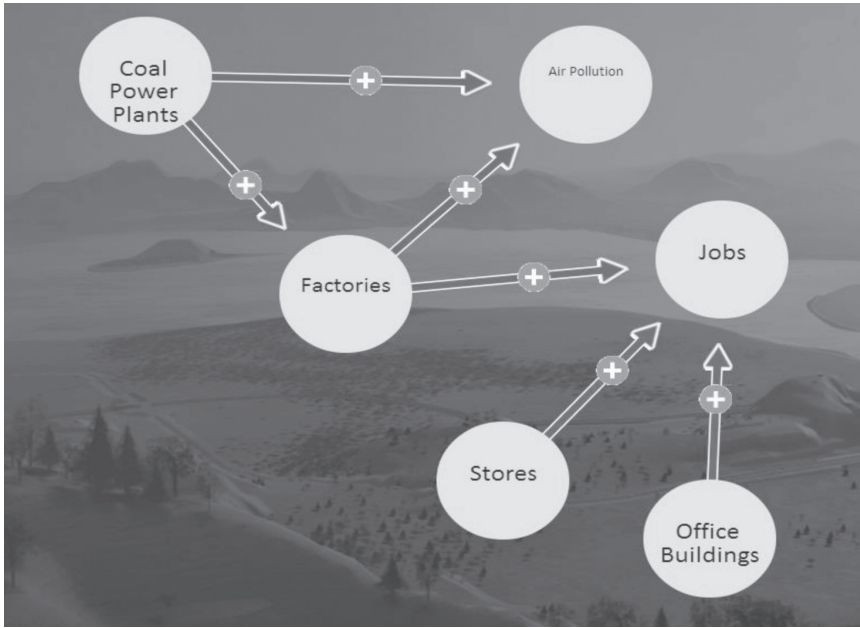 Coal
Power
Plants
Air Pollution
Factories
Jobs
Stores
Office
Buildings